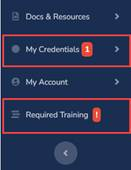 Docs & Resources
My Credentials 1
My Account
Required Training !